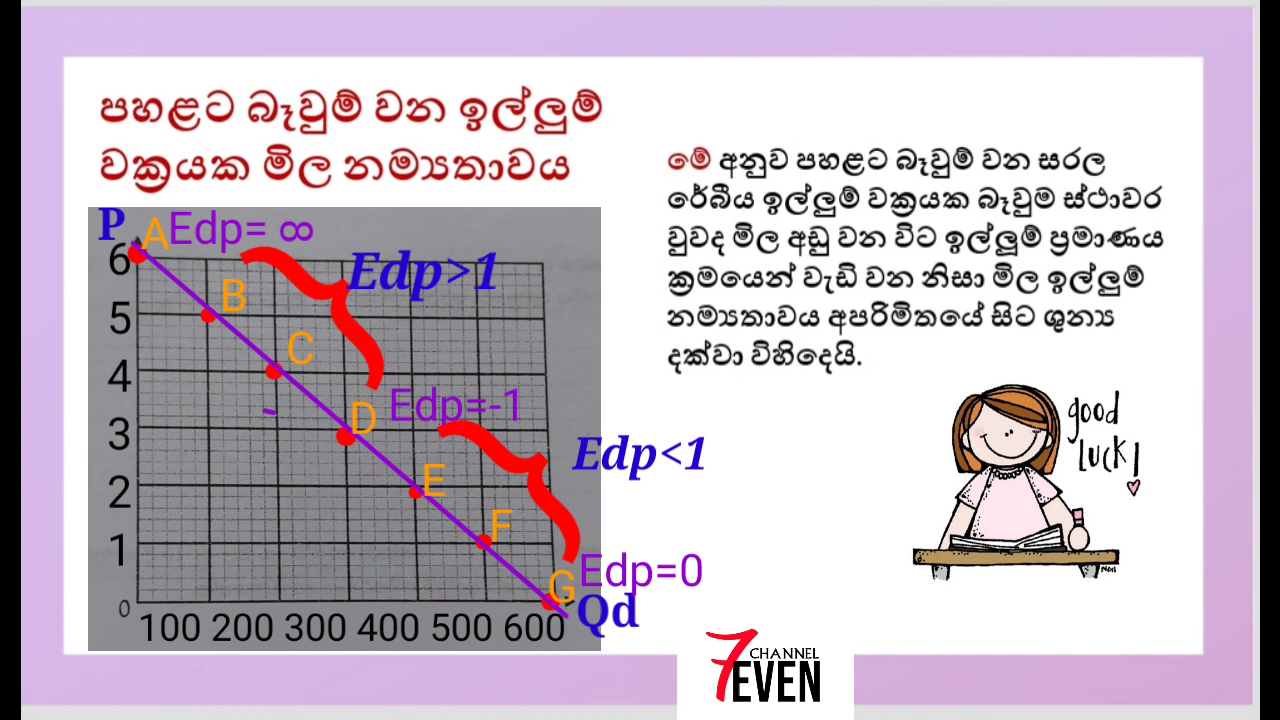 පහළට බෑවුම් වන ඉල්ලුම්
වක්‍රයක මිල නම්‍යතාවය
මේ අනුව පහළට බෑවුම් වන සරල
රේඛීය ඉල්ලුම් වක්‍රයක බෑවුම ස්ථාවර
වුවද මිල අඩු වන විට ඉල්ලූම් ප්‍රමාණය
ක්‍රමයෙන් වැඩි වන නිසා මිල ඉල්ලුම්
නම්‍යතාවය අපරිමිතයේ සිට ශුන්‍ය
දක්වා විහිදෙයි.
P
A Edp= ∞
6
Edp>1
B
5
C
4
Edp=-1
-
D
3
Edp<1
E
2
F
1
Edp=0
G
Qd
0
100 200 300 400 500 600
good
luck!
NGii
7
CHANNEL
EVEN